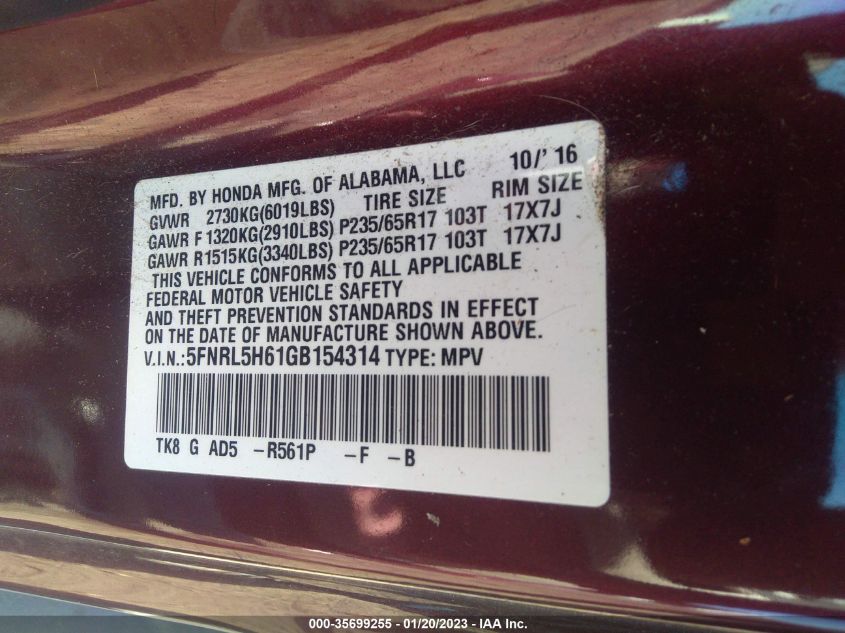 MFD. BY HONDA MFG. OF ALABAMA, LLC 10/' 16
GVWR 2730KG(6019LBS) TIRE SIZE RIM SIZE
GAWR F1320KG(2910LBS) P235/65R17 103T 17X7J
GAWR R1515KG(3340LBS) P235/65R17 103T 17X7J
THIS VEHICLE CONFORMS TO ALL APPLICABLE
FEDERAL MOTOR VEHICLE SAFETY
AND THEFT PREVENTION STANDARDS IN EFFECT
ON THE DATE OF MANUFACTURE SHOWN ABOVE.
V.I.N.:5FNRL5H61GB154314 TYPE: MPV
TK8 G AD5 -R561P -F -B
000-35699255 - 01/20/2023 - IAA Inc.